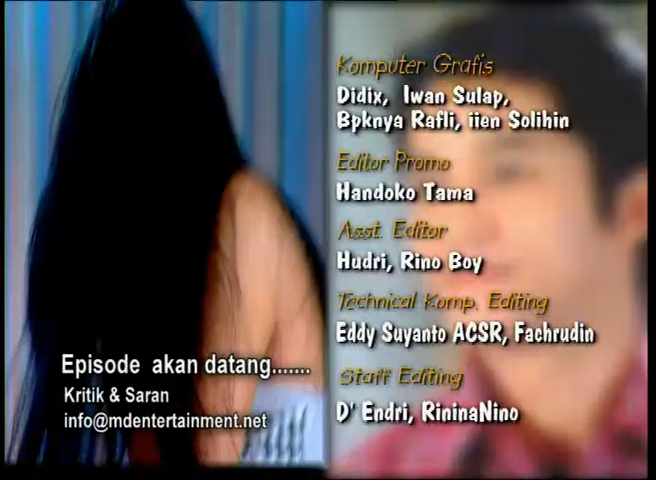 Komputer Grafis
Didix, Iwan Sulap,
Bpknya Rafli, iien Solihin
Editor Promo
Handoko Tama
Asst. Editor
Hudri, Rino Boy
Technical Komp. Editing
Eddy Suyanto ACSR, Fachrudin
Staff Editing
D' Endri, RininaNino
Episode akan datang.......
Kritik & Saran
info@mdentertainment.net